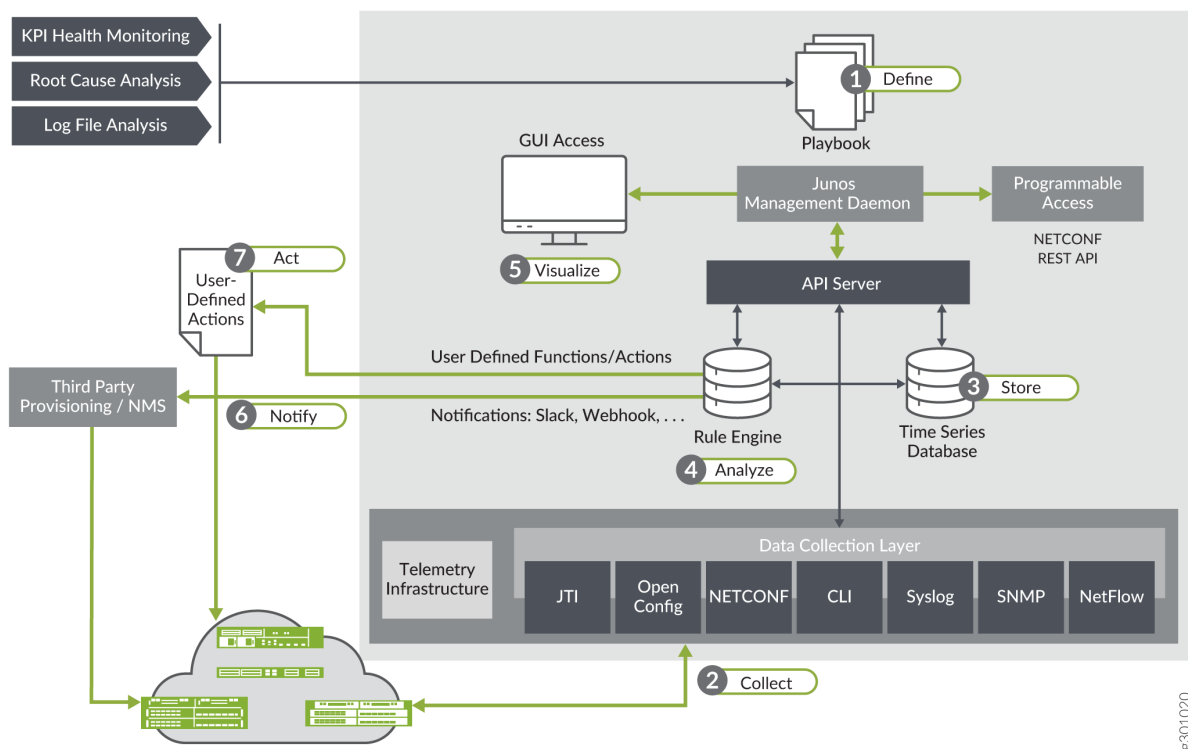 KPI Health Monitoring
Root Cause Analysis
Log File Analysis
1 Define
Playbook
GUI Access
Junos
Management Daemon
Programmable
Access
NETCONF
REST API
5 Visualize
7 Act
User-
Defined
Actions
API Server
User Defined Functions/Actions
Third Party
Provisioning / NMS
6 Notify
Notifications: Slack, Webhook, . . .
Rule Engine
4 Analyze
3 Store
Time Series
Database
Telemetry
Infrastructure
Data Collection Layer
JTI
Open
Config
NETCONF
CLI
Syslog
SNMP
NetFlow
2 Collect
g301020